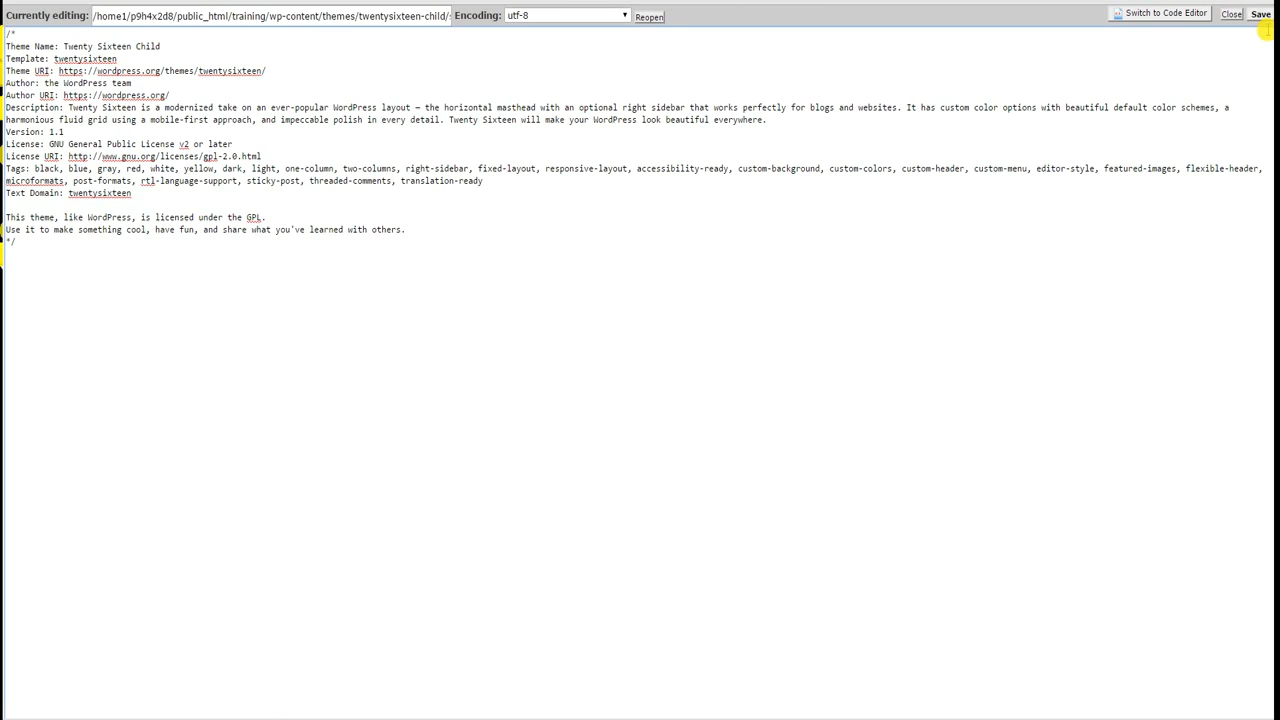 Currently editing: /home1/p9h4x2d8/public_html/training/wp-content/themes/twentysixteen-child/ Encoding: utf-8 Reopen Switch to Code Editor Close Save
/*
Theme Name: Twenty Sixteen Child
Template: twentysixteen
Theme URI: https://wordpress.org/themes/twentysixteen/
Author: the WordPress team
Author URI: https://wordpress.org/
Description: Twenty Sixteen is a modernized take on an ever-popular WordPress layout — the horizontal masthead with an optional right sidebar that works perfectly for blogs and websites. It has custom color options with beautiful default color schemes, a
harmonious fluid grid using a mobile-first approach, and impeccable polish in every detail. Twenty Sixteen will make your WordPress look beautiful everywhere.
Version: 1.1
License: GNU General Public License v2 or later
License URI: http://www.gnu.org/licenses/gpl-2.0.html
Tags: black, blue, gray, red, white, yellow, dark, light, one-column, two-columns, right-sidebar, fixed-layout, responsive-layout, accessibility-ready, custom-background, custom-colors, custom-header, custom-menu, editor-style, featured-images, flexible-header,
microformats, post-formats, rtl-language-support, sticky-post, threaded-comments, translation-ready
Text Domain: twentysixteen
This theme, like WordPress, is licensed under the GPL.
Use it to make something cool, have fun, and share what you've learned with others.
*/